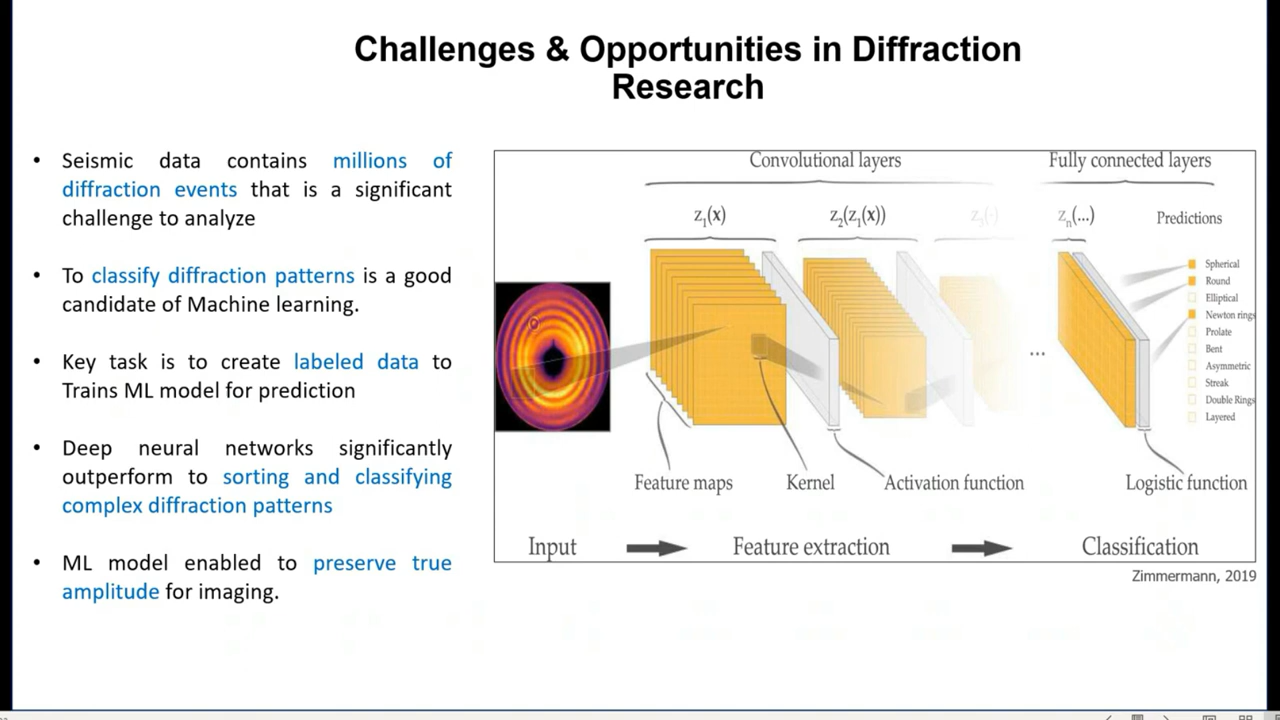 Challenges & Opportunities in Diffraction
Research
• Seismic data contains millions of
diffraction events that is a significant
challenge to analyze
• To classify diffraction patterns is a good
candidate of Machine learning.
• Key task is to create labeled data to
Trains ML model for prediction
• Deep neural networks significantly
outperform to sorting and classifying
complex diffraction patterns
• ML model enabled to preserve true
amplitude for imaging.
Convolutional layers
Fully connected layers
z₁(x)
z₂(z₁(x))
zₙ(...)
Predictions
Spherical
Round
Elliptical
Newton rings
Prolate
Bent
Asymmetric
Streak
Double Rings
Layered
...
Feature maps
Kernel
Activation function
Logistic function
Input
Feature extraction
Classification
Zimmermann, 2019